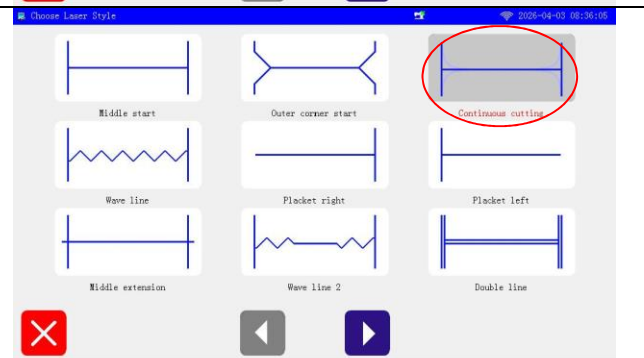 Choose Laser Style
2026-04-03 08:36:05
Middle start
Outer corner start
Continuous cutting
Wave line
Placket right
Placket left
Middle extension
Wave line 2
Double line